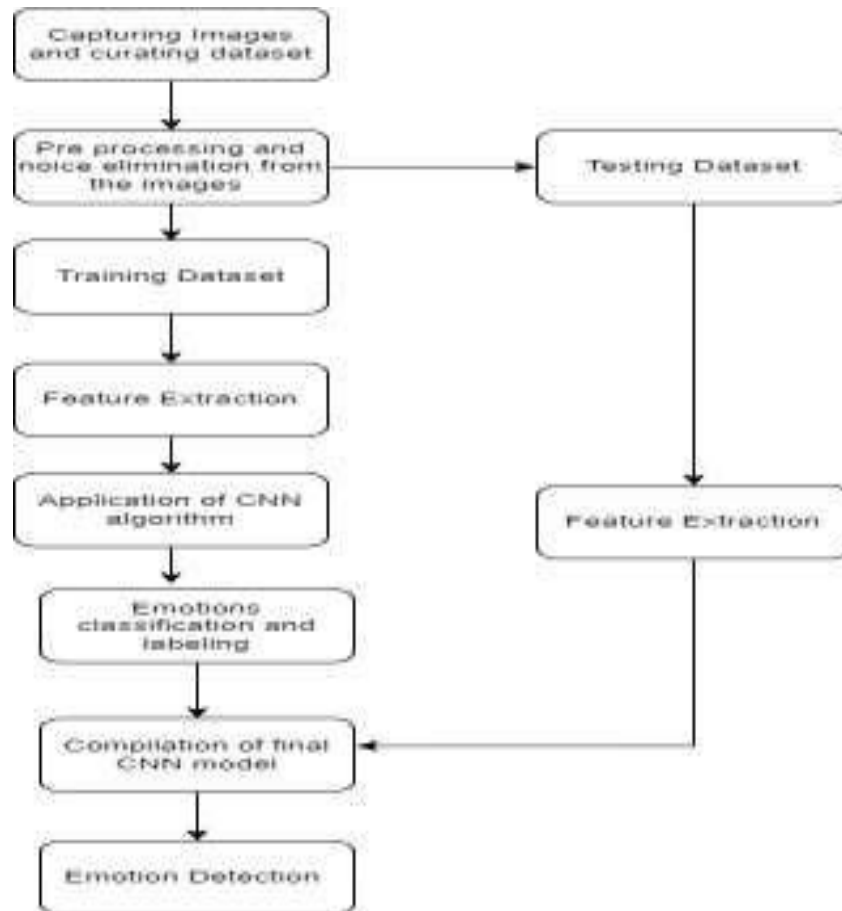 Capturing Images
and curating dataset
Pre processing and
noice elimination from
the images
Testing Dataset
Training Dataset
Feature Extraction
Application of CNN
algorithm
Feature Extraction
Emotions
classification and
labeling
Compilation of final
CNN model
Emotion Detection